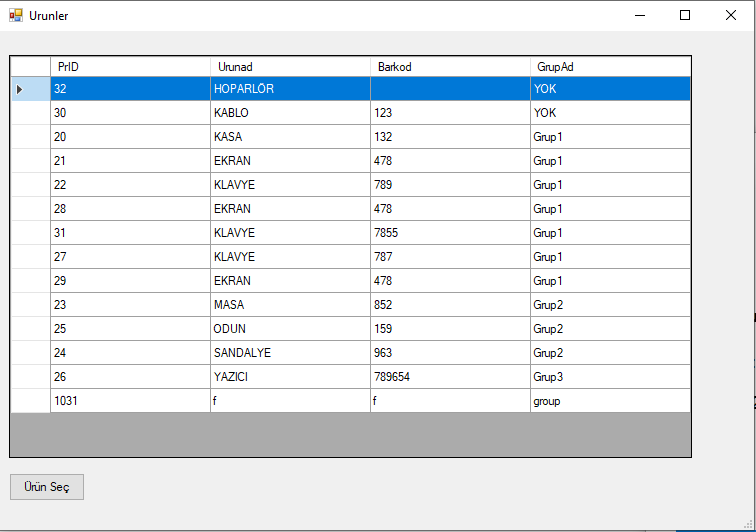 Urunler
PrID Urunad Barkod GrupAd
32 HOPARLÖR YOK
30 KABLO 123 YOK
20 KASA 132 Grup1
21 EKRAN 478 Grup1
22 KLAVYE 789 Grup1
28 EKRAN 478 Grup1
31 KLAVYE 7855 Grup1
27 KLAVYE 787 Grup1
29 EKRAN 478 Grup1
23 MASA 852 Grup2
25 ODUN 159 Grup2
24 SANDALYE 963 Grup2
26 YAZICI 789654 Grup3
1031 f f group
Ürün Seç